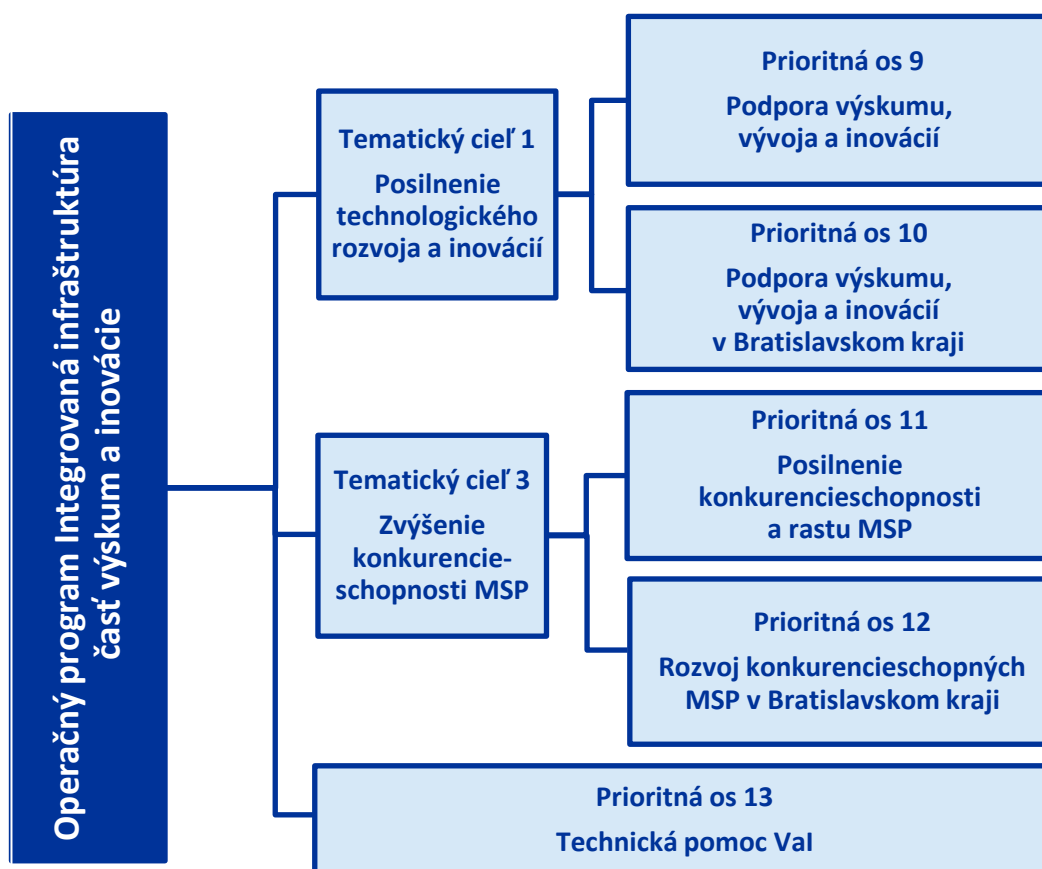 Operačný program Integrovaná infraštruktúra
časť výskum a inovácie
Tematický cieľ 1
Posilnenie
technologického
rozvoja a inovácií
Prioritná os 9
Podpora výskumu,
vývoja a inovácií
Prioritná os 10
Podpora výskumu,
vývoja a inovácií
v Bratislavskom kraji
Tematický cieľ 3
Zvýšenie
konkurencie-
schopnosti MSP
Prioritná os 11
Posilnenie
konkurencieschopnosti
a rastu MSP
Prioritná os 12
Rozvoj konkurencieschopných
MSP v Bratislavskom kraji
Prioritná os 13
Technická pomoc VaI